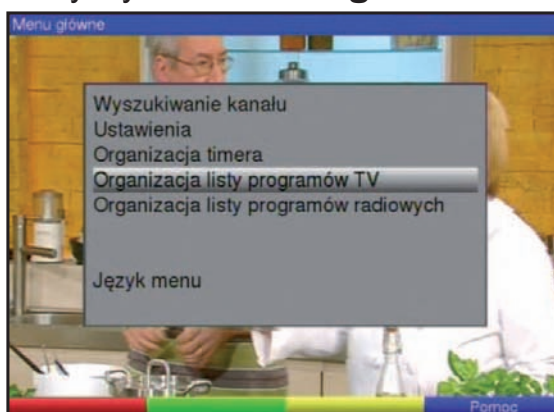 Menu główne
Wyszukiwanie kanału
Ustawienia
Organizacja timera
Organizacja listy programów TV
Organizacja listy programów radiowych
Język menu
Pomoc